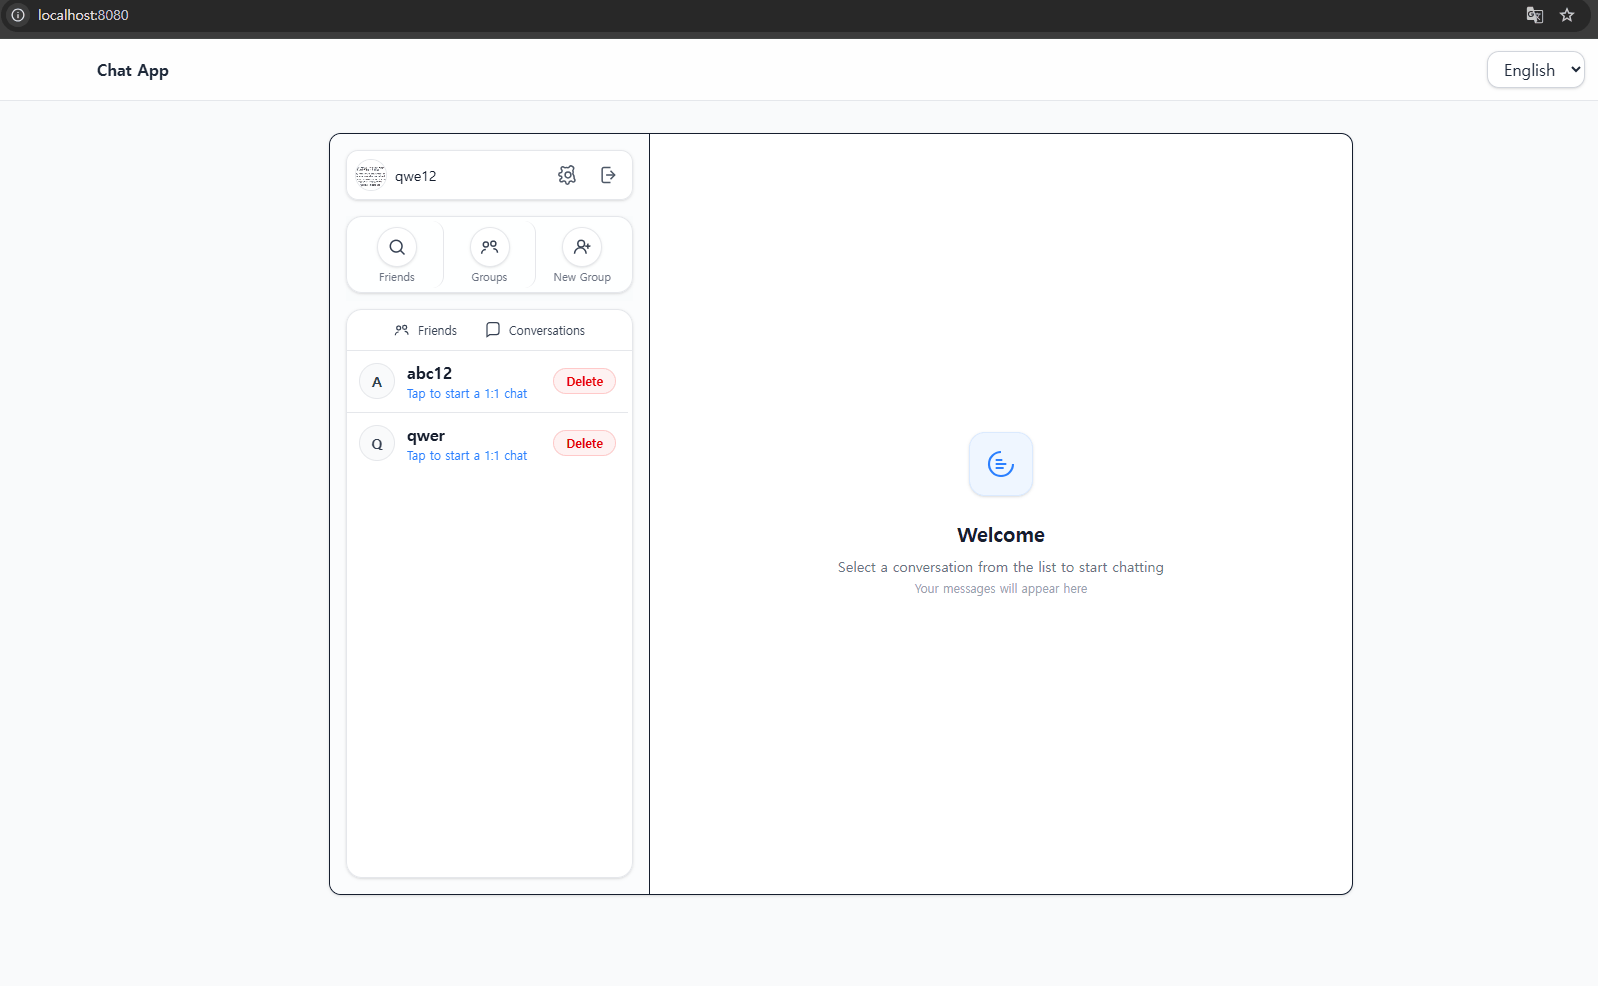 localhost:8080
Chat App
English
qwe12
Friends
Groups
New Group
Friends
Conversations
A
abc12
Tap to start a 1:1 chat
Delete
Q
qwer
Tap to start a 1:1 chat
Delete
Welcome
Select a conversation from the list to start chatting
Your messages will appear here